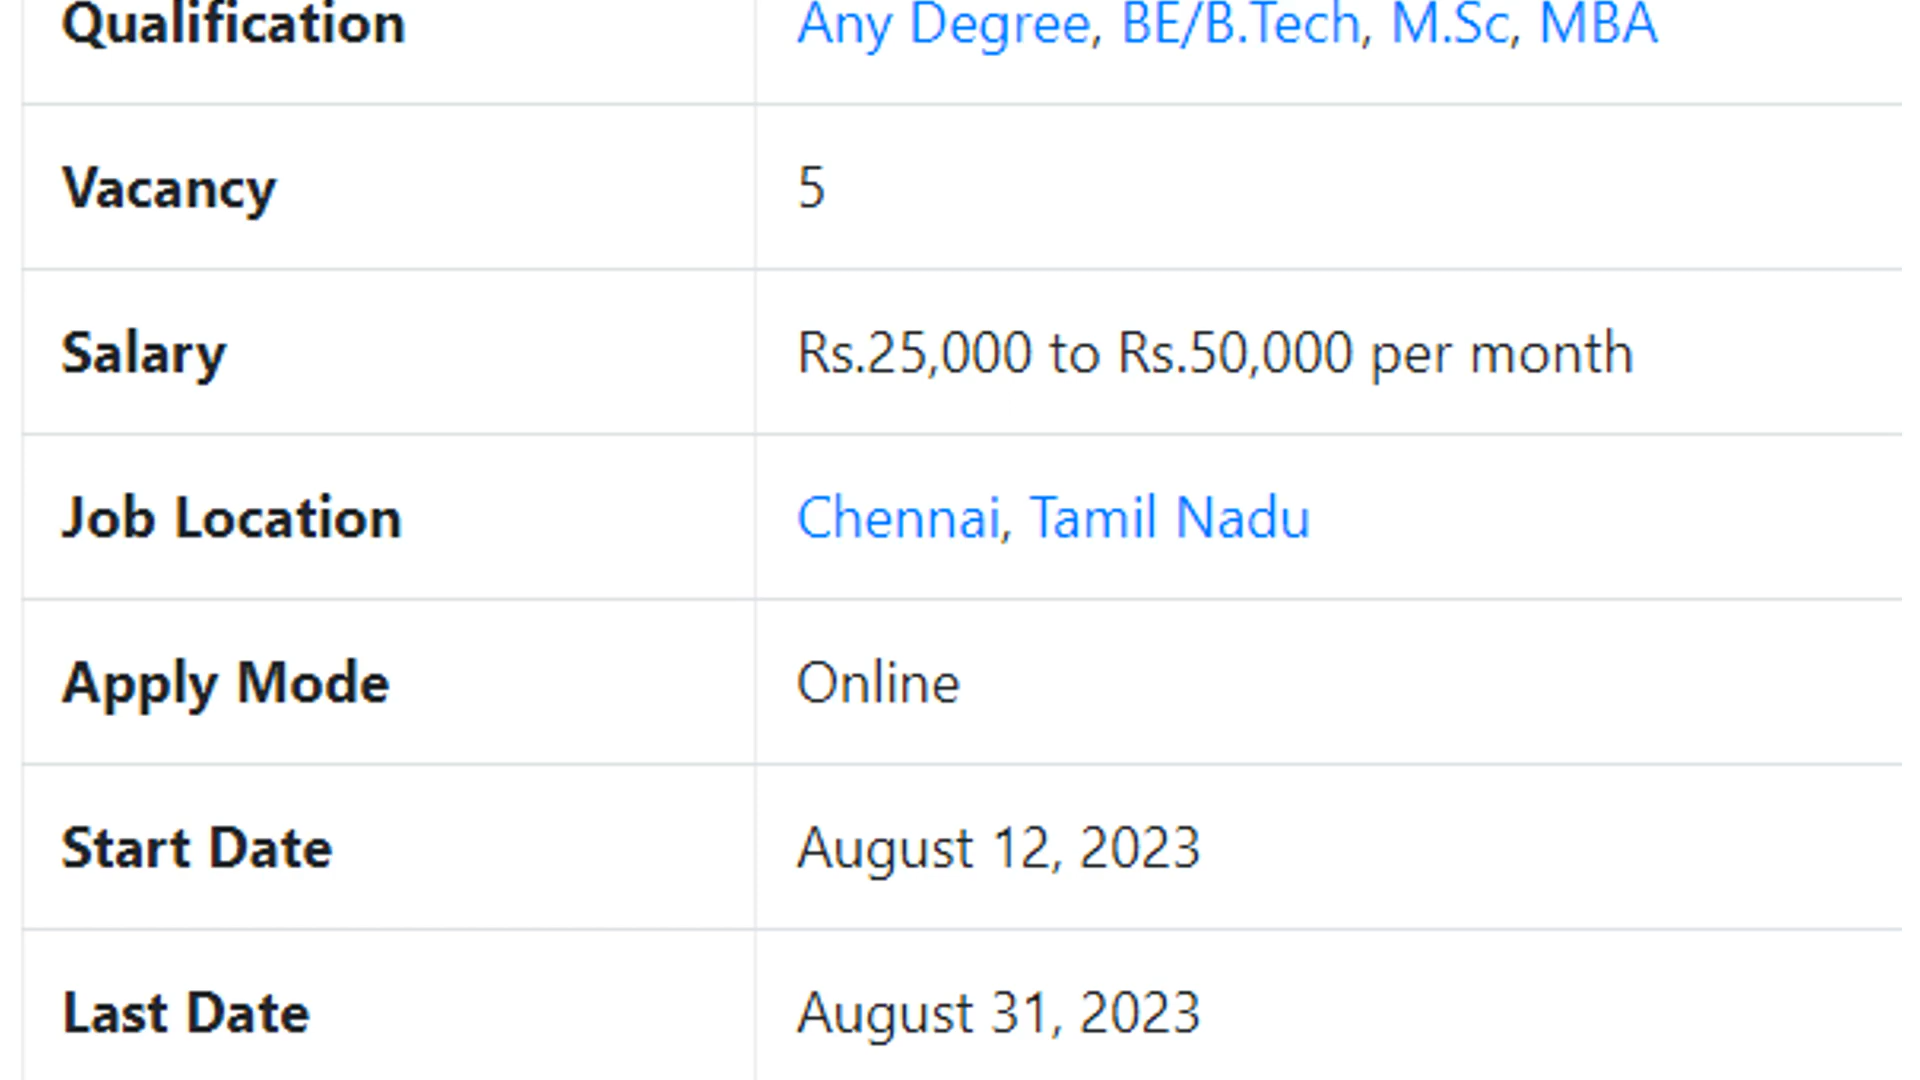 Qualification Any Degree, BE/B.Tech, M.Sc, MBA
Vacancy 5
Salary Rs.25,000 to Rs.50,000 per month
Job Location Chennai, Tamil Nadu
Apply Mode Online
Start Date August 12, 2023
Last Date August 31, 2023